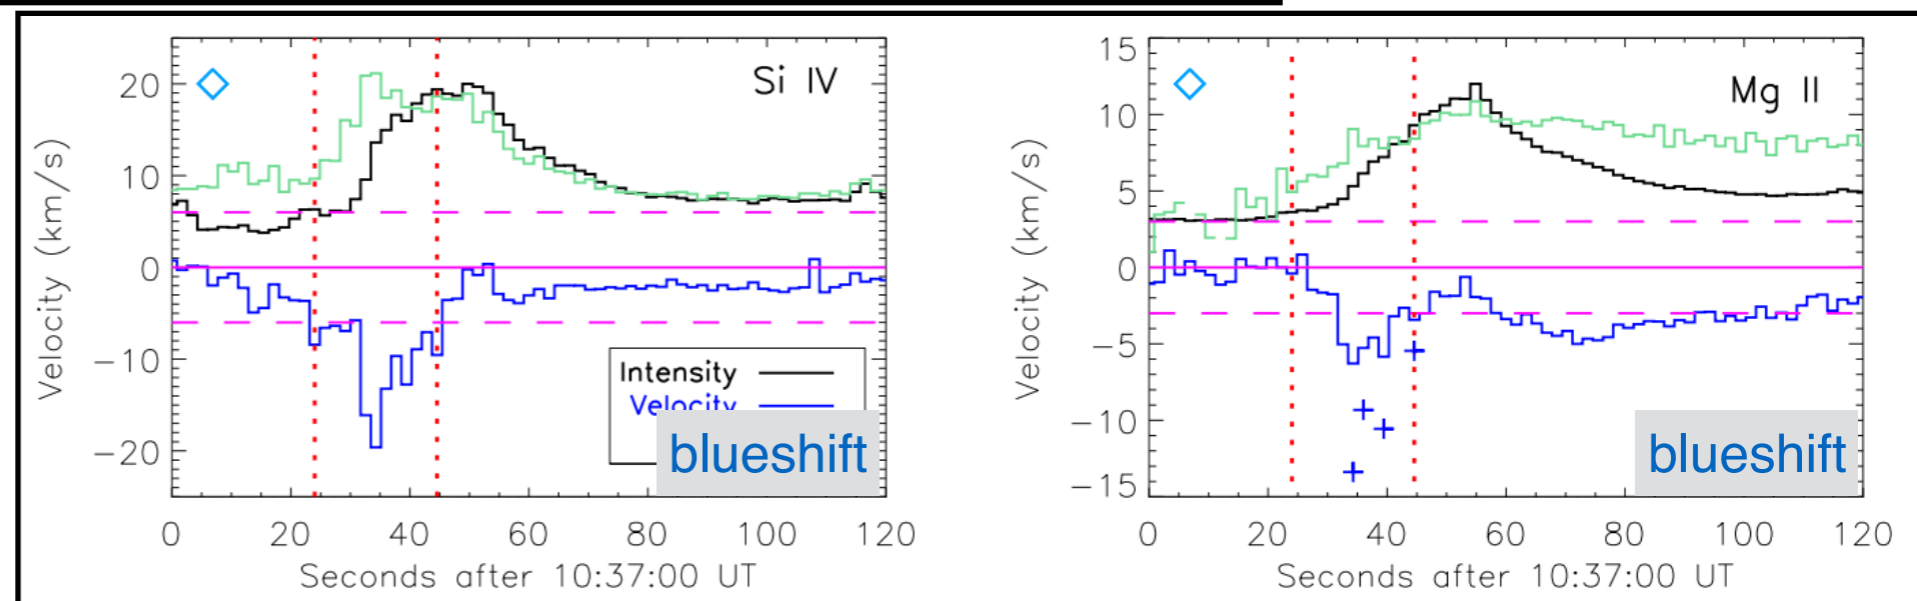 Si IV
20
10
0
−10
−20
Velocity (km/s)
Intensity
Velocity
blueshift
0 20 40 60 80 100 120
Seconds after 10:37:00 UT
Mg II
15
10
5
0
−5
−10
−15
Velocity (km/s)
blueshift
0 20 40 60 80 100 120
Seconds after 10:37:00 UT